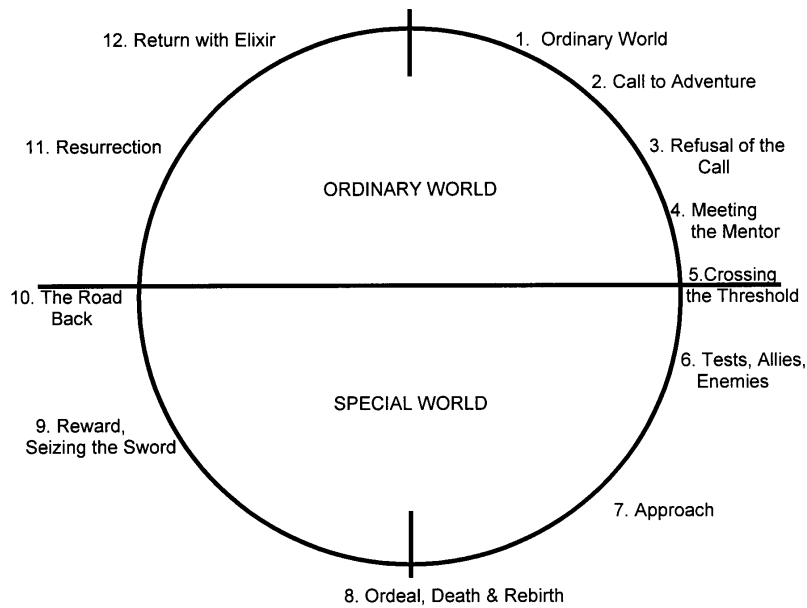 12. Return with Elixir
1. Ordinary World
2. Call to Adventure
3. Refusal of the
Call
11. Resurrection
ORDINARY WORLD
4. Meeting
the Mentor
5.Crossing
the Threshold
10. The Road
Back
6. Tests, Allies,
Enemies
SPECIAL WORLD
9. Reward,
Seizing the Sword
7. Approach
8. Ordeal, Death & Rebirth